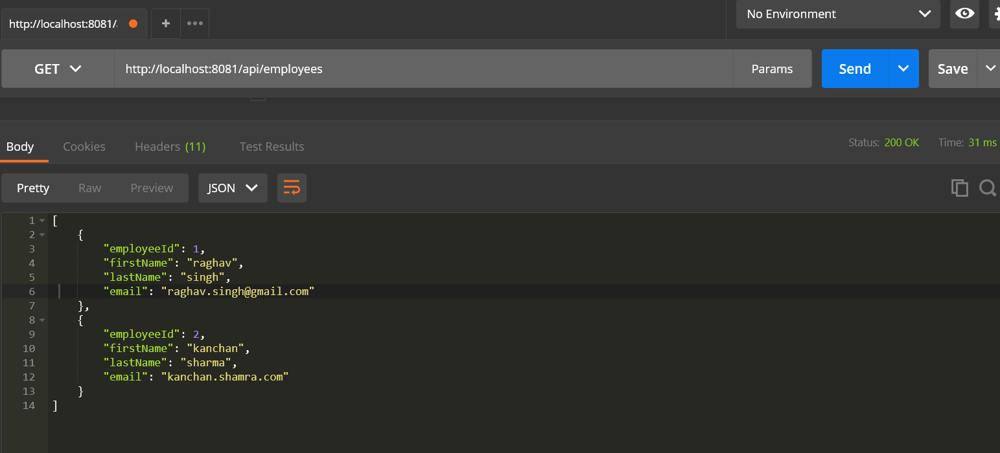 http://localhost:8081/. + ••• No Environment
GET http://localhost:8081/api/employees Params Send Save
Body Cookies Headers (11) Test Results Status: 200 OK Time: 31 ms
Pretty Raw Preview JSON
1 [
2 {
3 "employeeId": 1,
4 "firstName": "raghav",
5 "lastName": "singh",
6 "email": "raghav.singh@gmail.com"
7 },
8 {
9 "employeeId": 2,
10 "firstName": "kanchan",
11 "lastName": "sharma",
12 "email": "kanchan.shamra.com"
13 }
14 ]